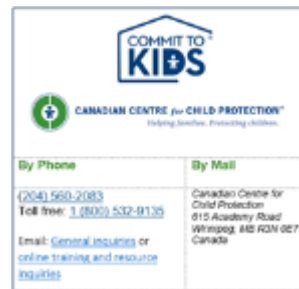 COMMIT TO
KIDS
CANADIAN CENTRE for CHILD PROTECTION™
Helping families. Protecting children.
By Phone
(204) 560-2083
Toll free: 1 (800) 532-9135
Email: General inquiries or
online training and resource
inquiries
By Mail
Canadian Centre for
Child Protection
615 Academy Road
Winnipeg, MB R3N 0E7
Canada